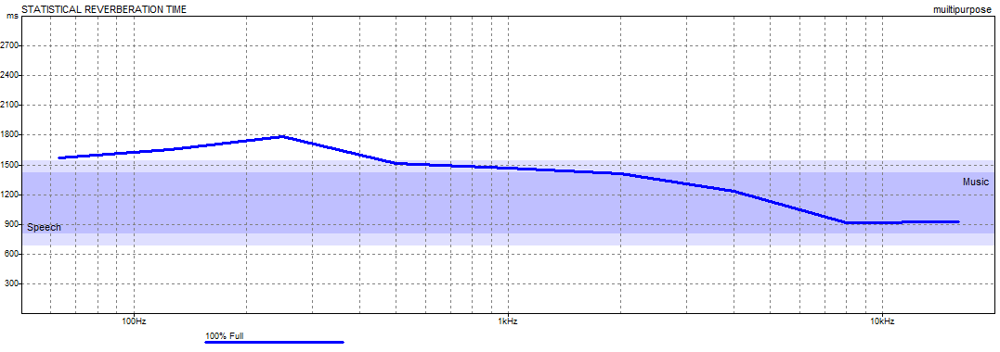 STATISTICAL REVERBERATION TIME
muiltipurpose
ms
2700
2400
2100
1800
1500
1200
900
600
300
Music
Speech
100Hz
1kHz
10kHz
100% Full